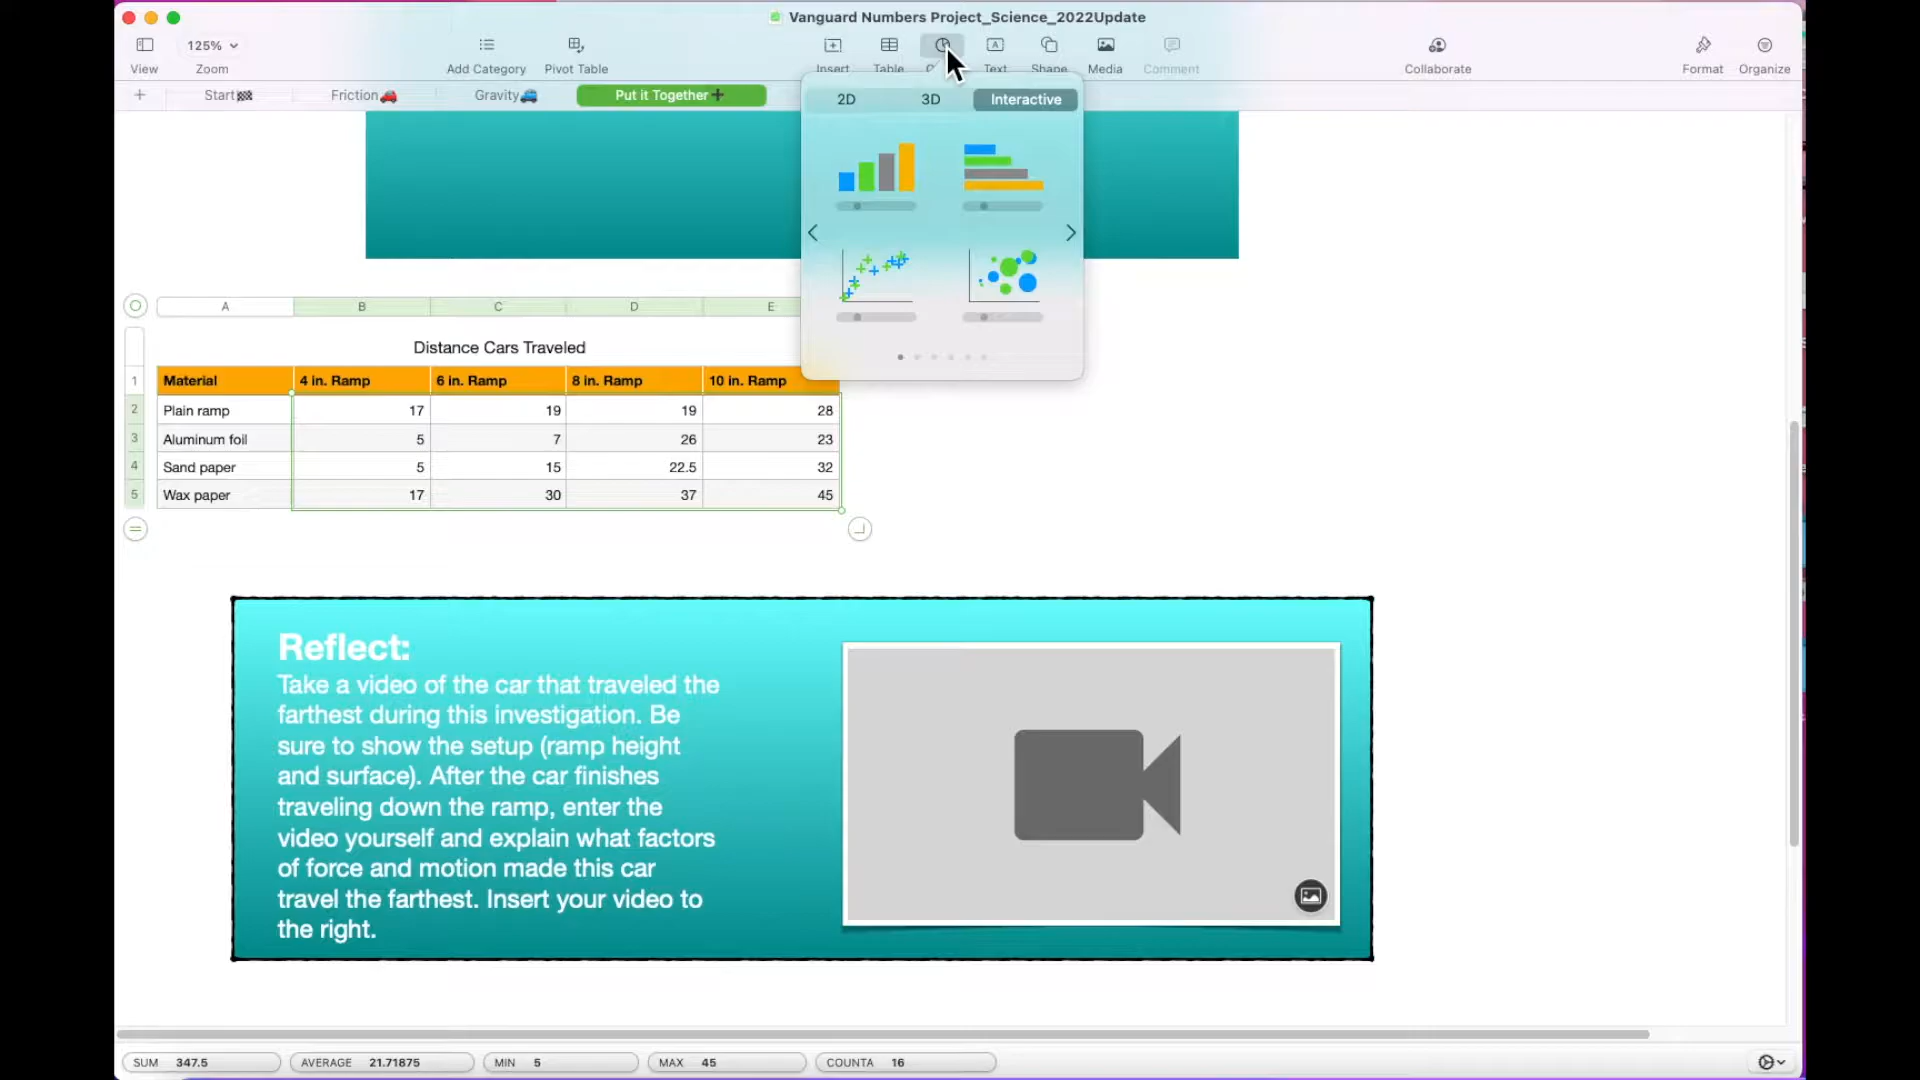 Vanguard Numbers Project_Science_2022Update
125%
View
Zoom
Add Category
Pivot Table
Insert
Table
Text
Shape
Media
Comment
Collaborate
Format
Organize
Start🏁
Friction🚗
Gravity🚙
Put it Together➕
2D
3D
Interactive
A B C D E
Distance Cars Traveled
1 Material 4 in. Ramp 6 in. Ramp 8 in. Ramp 10 in. Ramp
2 Plain ramp 17 19 19 28
3 Aluminum foil 5 7 26 23
4 Sand paper 5 15 22.5 32
5 Wax paper 17 30 37 45
Reflect:
Take a video of the car that traveled the
farthest during this investigation. Be
sure to show the setup (ramp height
and surface). After the car finishes
traveling down the ramp, enter the
video yourself and explain what factors
of force and motion made this car
travel the farthest. Insert your video to
the right.
SUM 347.5
AVERAGE 21.71875
MIN 5
MAX 45
COUNTA 16